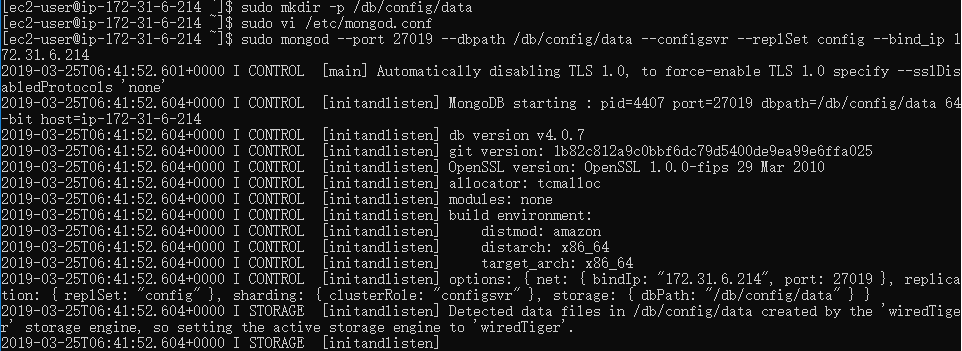 [ec2-user@ip-172-31-6-214 ~]$ sudo mkdir -p /db/config/data
[ec2-user@ip-172-31-6-214 ~]$ sudo vi /etc/mongod.conf
[ec2-user@ip-172-31-6-214 ~]$ sudo mongod --port 27019 --dbpath /db/config/data --configsvr --replSet config --bind_ip 1
72.31.6.214
2019-03-25T06:41:52.601+0000 I CONTROL  [main] Automatically disabling TLS 1.0, to force-enable TLS 1.0 specify --sslDis
abledProtocols 'none'
2019-03-25T06:41:52.604+0000 I CONTROL  [initandlisten] MongoDB starting : pid=4407 port=27019 dbpath=/db/config/data 64
-bit host=ip-172-31-6-214
2019-03-25T06:41:52.604+0000 I CONTROL  [initandlisten] db version v4.0.7
2019-03-25T06:41:52.604+0000 I CONTROL  [initandlisten] git version: 1b82c812a9c0bbf6dc79d5400de9ea99e6ffa025
2019-03-25T06:41:52.604+0000 I CONTROL  [initandlisten] OpenSSL version: OpenSSL 1.0.0-fips 29 Mar 2010
2019-03-25T06:41:52.604+0000 I CONTROL  [initandlisten] allocator: tcmalloc
2019-03-25T06:41:52.604+0000 I CONTROL  [initandlisten] modules: none
2019-03-25T06:41:52.604+0000 I CONTROL  [initandlisten] build environment:
2019-03-25T06:41:52.604+0000 I CONTROL  [initandlisten]     distmod: amazon
2019-03-25T06:41:52.604+0000 I CONTROL  [initandlisten]     distarch: x86_64
2019-03-25T06:41:52.604+0000 I CONTROL  [initandlisten]     target_arch: x86_64
2019-03-25T06:41:52.604+0000 I CONTROL  [initandlisten] options: { net: { bindIp: "172.31.6.214", port: 27019 }, replica
tion: { replSet: "config" }, sharding: { clusterRole: "configsvr" }, storage: { dbPath: "/db/config/data" } }
2019-03-25T06:41:52.604+0000 I STORAGE  [initandlisten] Detected data files in /db/config/data created by the 'wiredTige
r' storage engine, so setting the active storage engine to 'wiredTiger'.
2019-03-25T06:41:52.604+0000 I STORAGE  [initandlisten]